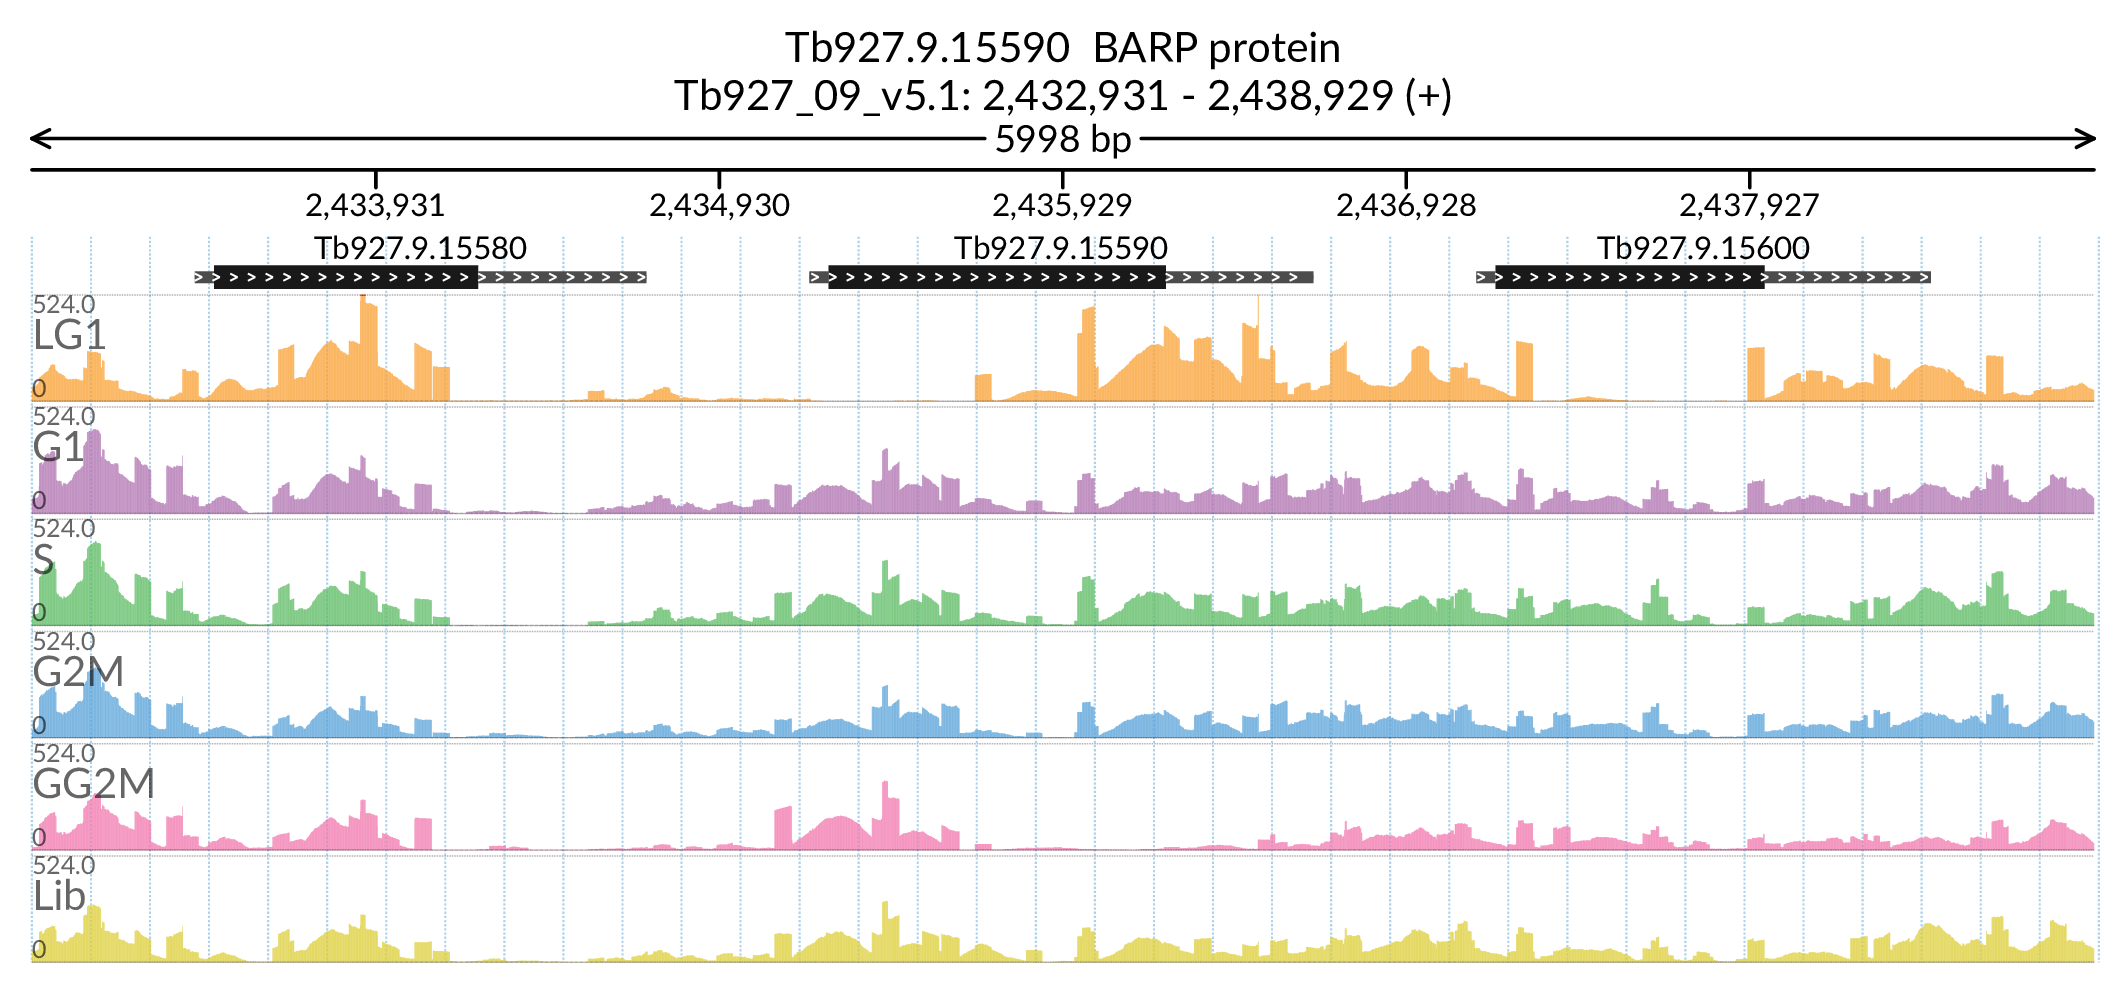 Tb927.9.15590 BARP protein
Tb927_09_v5.1: 2,432,931 - 2,438,929 (+)
5998 bp
2,433,931 2,434,930 2,435,929 2,436,928 2,437,927
Tb927.9.15580 Tb927.9.15590 Tb927.9.15600
524.0
LG1
0
524.0
G1
0
524.0
S
0
524.0
G2M
0
524.0
GG2M
0
524.0
Lib
0